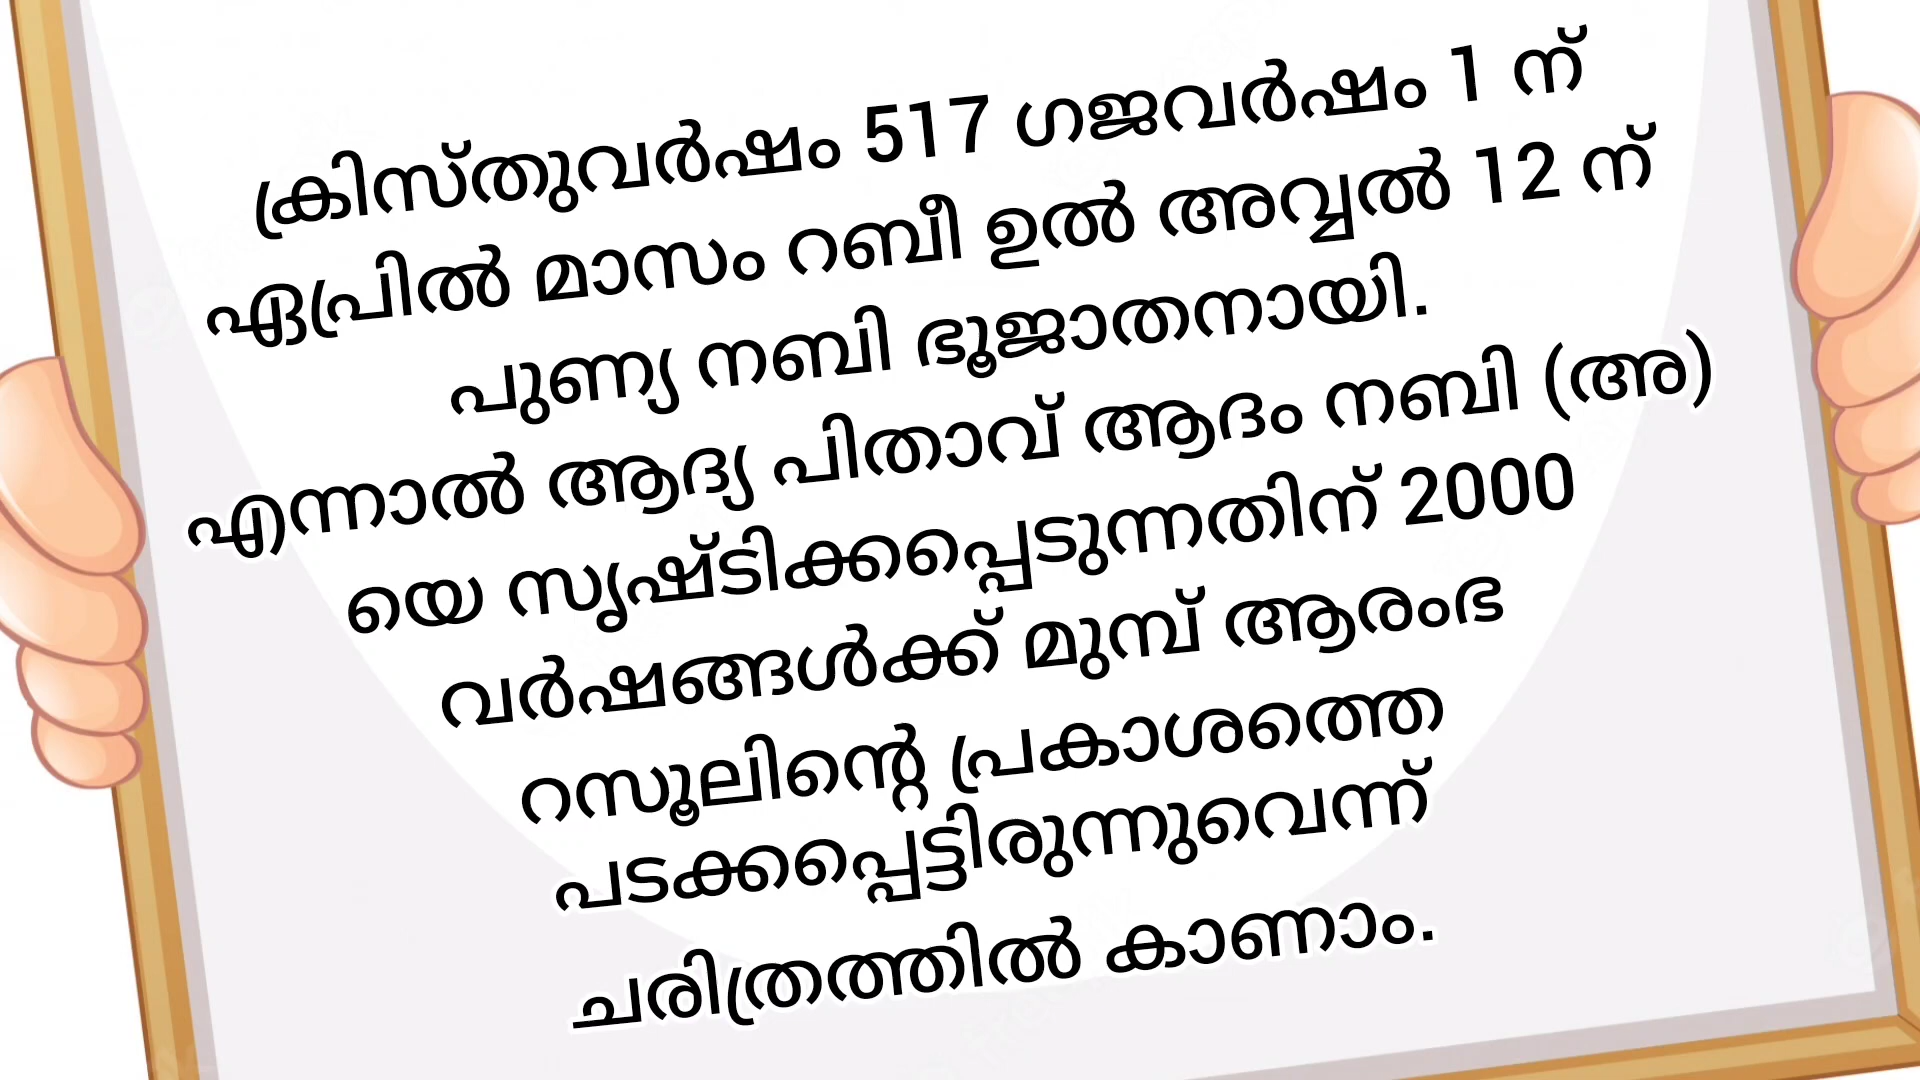 ക്രിസ്തുവർഷം 517 ഗജവർഷം 1 ന്
ഏപ്രിൽ മാസം റബീ ഉൽ അവ്വൽ 12 ന്
പുണ്യ നബി ഭൂജാതനായി.
എന്നാൽ ആദ്യ പിതാവ് ആദം നബി (അ)
യെ സൃഷ്ടിക്കപ്പെടുന്നതിന് 2000
വർഷങ്ങൾക്ക് മുമ്പ് ആരംഭ
റസൂലിന്റെ പ്രകാശത്തെ
പടക്കപ്പെട്ടിരുന്നുവെന്ന്
ചരിത്രത്തിൽ കാണാം.